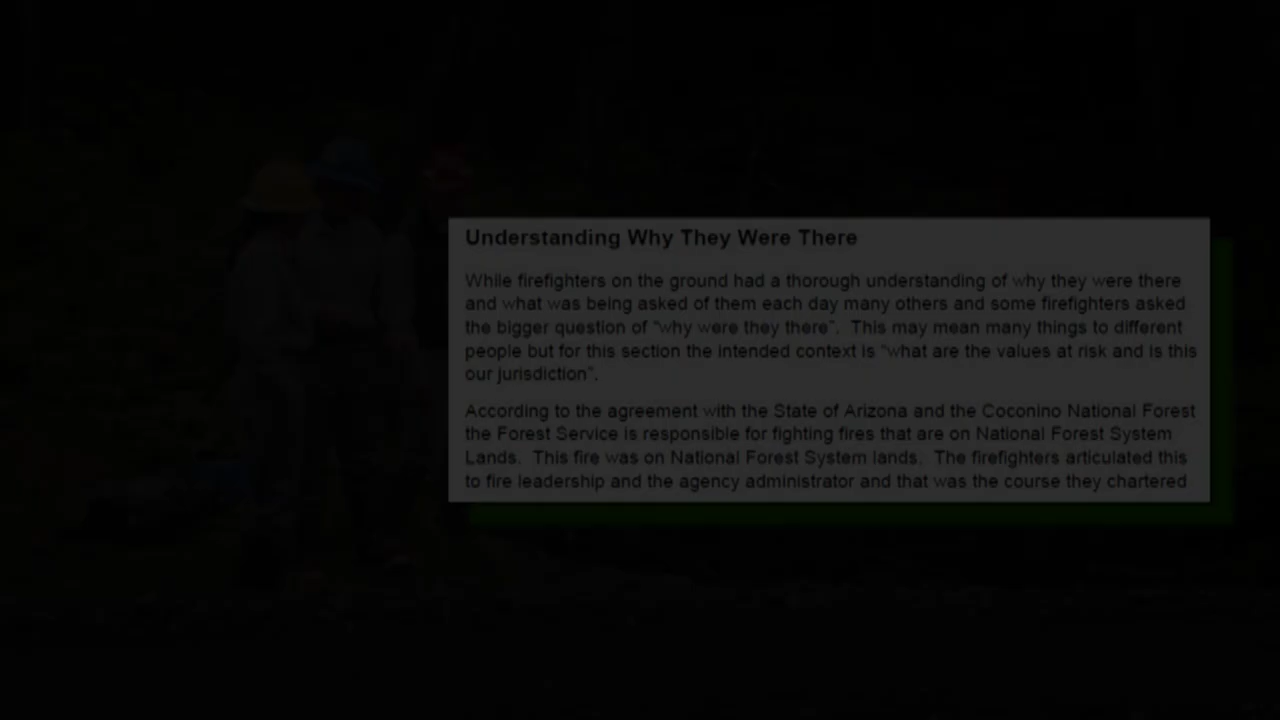 Understanding Why They Were There
While firefighters on the ground had a thorough understanding of why they were there
and what was being asked of them each day many others and some firefighters asked
the bigger question of "why were they there".  This may mean many things to different
people but for this section the intended context is "what are the values at risk and is this
our jurisdiction".
According to the agreement with the State of Arizona and the Coconino National Forest
the Forest Service is responsible for fighting fires that are on National Forest System
Lands.  This fire was on National Forest System lands.  The firefighters articulated this
to fire leadership and the agency administrator and that was the course they chartered